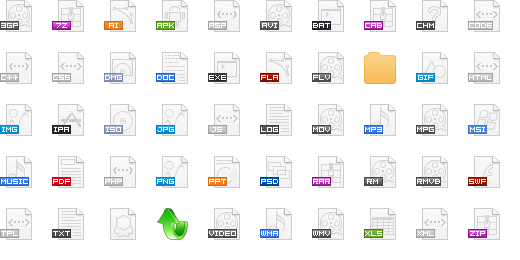 3GP 7Z AI APK ASP AVI BAT CAB CHM CODE
C++ CSS DMG DOC EXE FLA FLV GIF HTML
IMG IPA ISO JPG JS LOG MOV MP3 MPG MSI
MUSIC PDF PHP PNG PPT PSD RAR RM RMVB SWF
TPL TXT VIDEO WMA WMV XLS XML ZIP